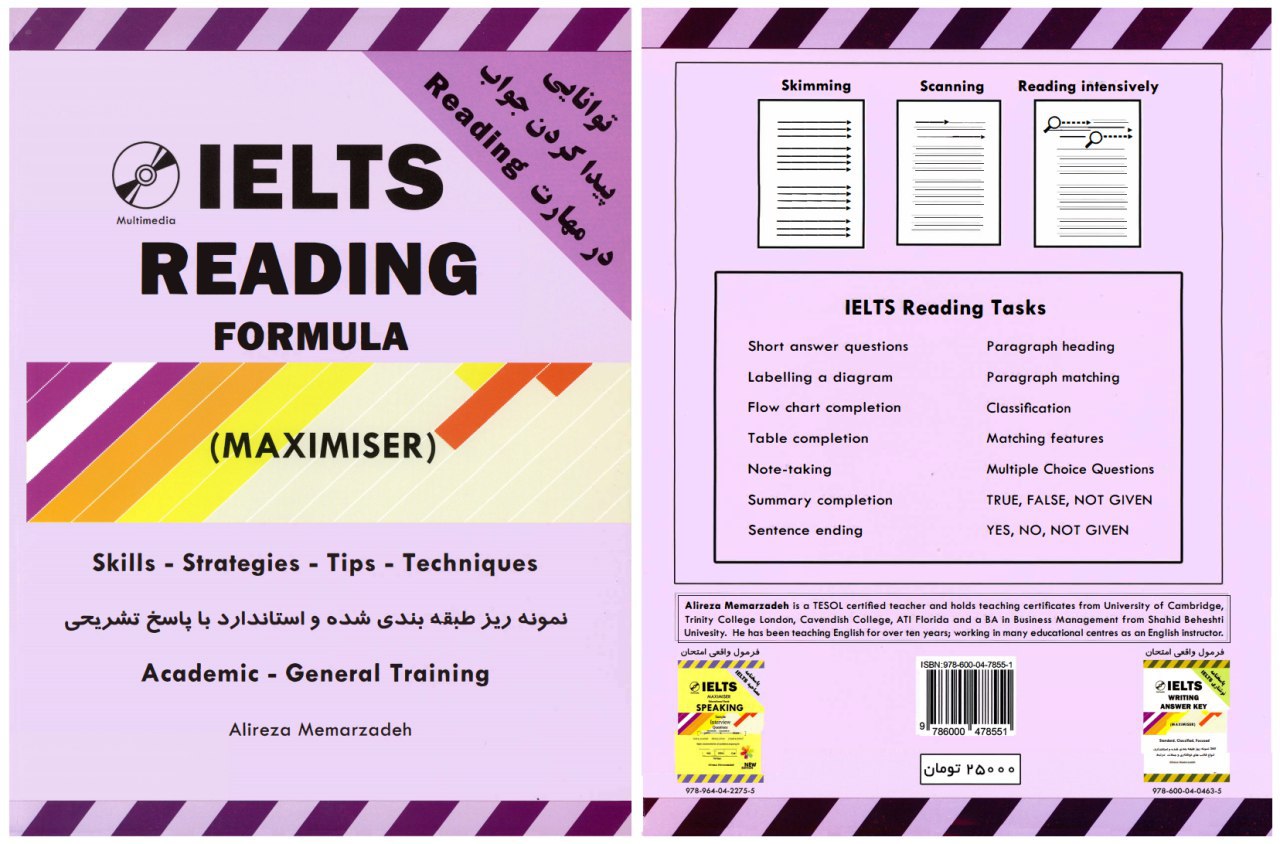 توانایی
پیدا کردن جواب
در مهارت Reading
IELTS
Multimedia
READING
FORMULA
(MAXIMISER)
Skills - Strategies - Tips - Techniques
نمونه ریز طبقه بندی شده و استاندارد با پاسخ تشریحی
Academic - General Training
Alireza Memarzadeh
Skimming
Scanning
Reading intensively
IELTS Reading Tasks
Short answer questions
Labelling a diagram
Flow chart completion
Table completion
Note-taking
Summary completion
Sentence ending
Paragraph heading
Paragraph matching
Classification
Matching features
Multiple Choice Questions
TRUE, FALSE, NOT GIVEN
YES, NO, NOT GIVEN
Alireza Memarzadeh is a TESOL certified teacher and holds teaching certificates from University of Cambridge,
Trinity College London, Cavendish College, ATI Florida and a BA in Business Management from Shahid Beheshti
Univesity. He has been teaching English for over ten years; working in many educational centres as an English instructor.
فرمول واقعی امتحان
IELTS
MAXIMISER
SPEAKING
Interview
NEW
978-964-04-2275-5
ISBN:978-600-04-7855-1
9 786000 478551
۲۵۰۰۰ تومان
فرمول واقعی امتحان
IELTS
WRITING
ANSWER KEY
(MAXIMISER)
Standard, Classified, Focused
978-600-04-0463-5